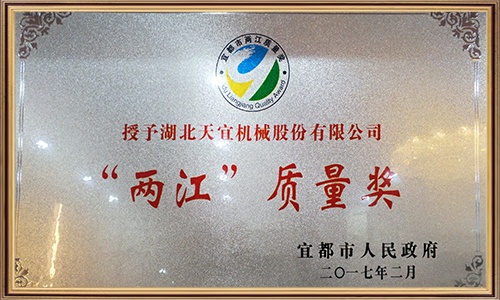 宜都市两江质量奖
Yidu Liangjiang Quality Award
授予湖北天宜机械股份有限公司
“两江”质量奖
宜都市人民政府
二〇一七年二月